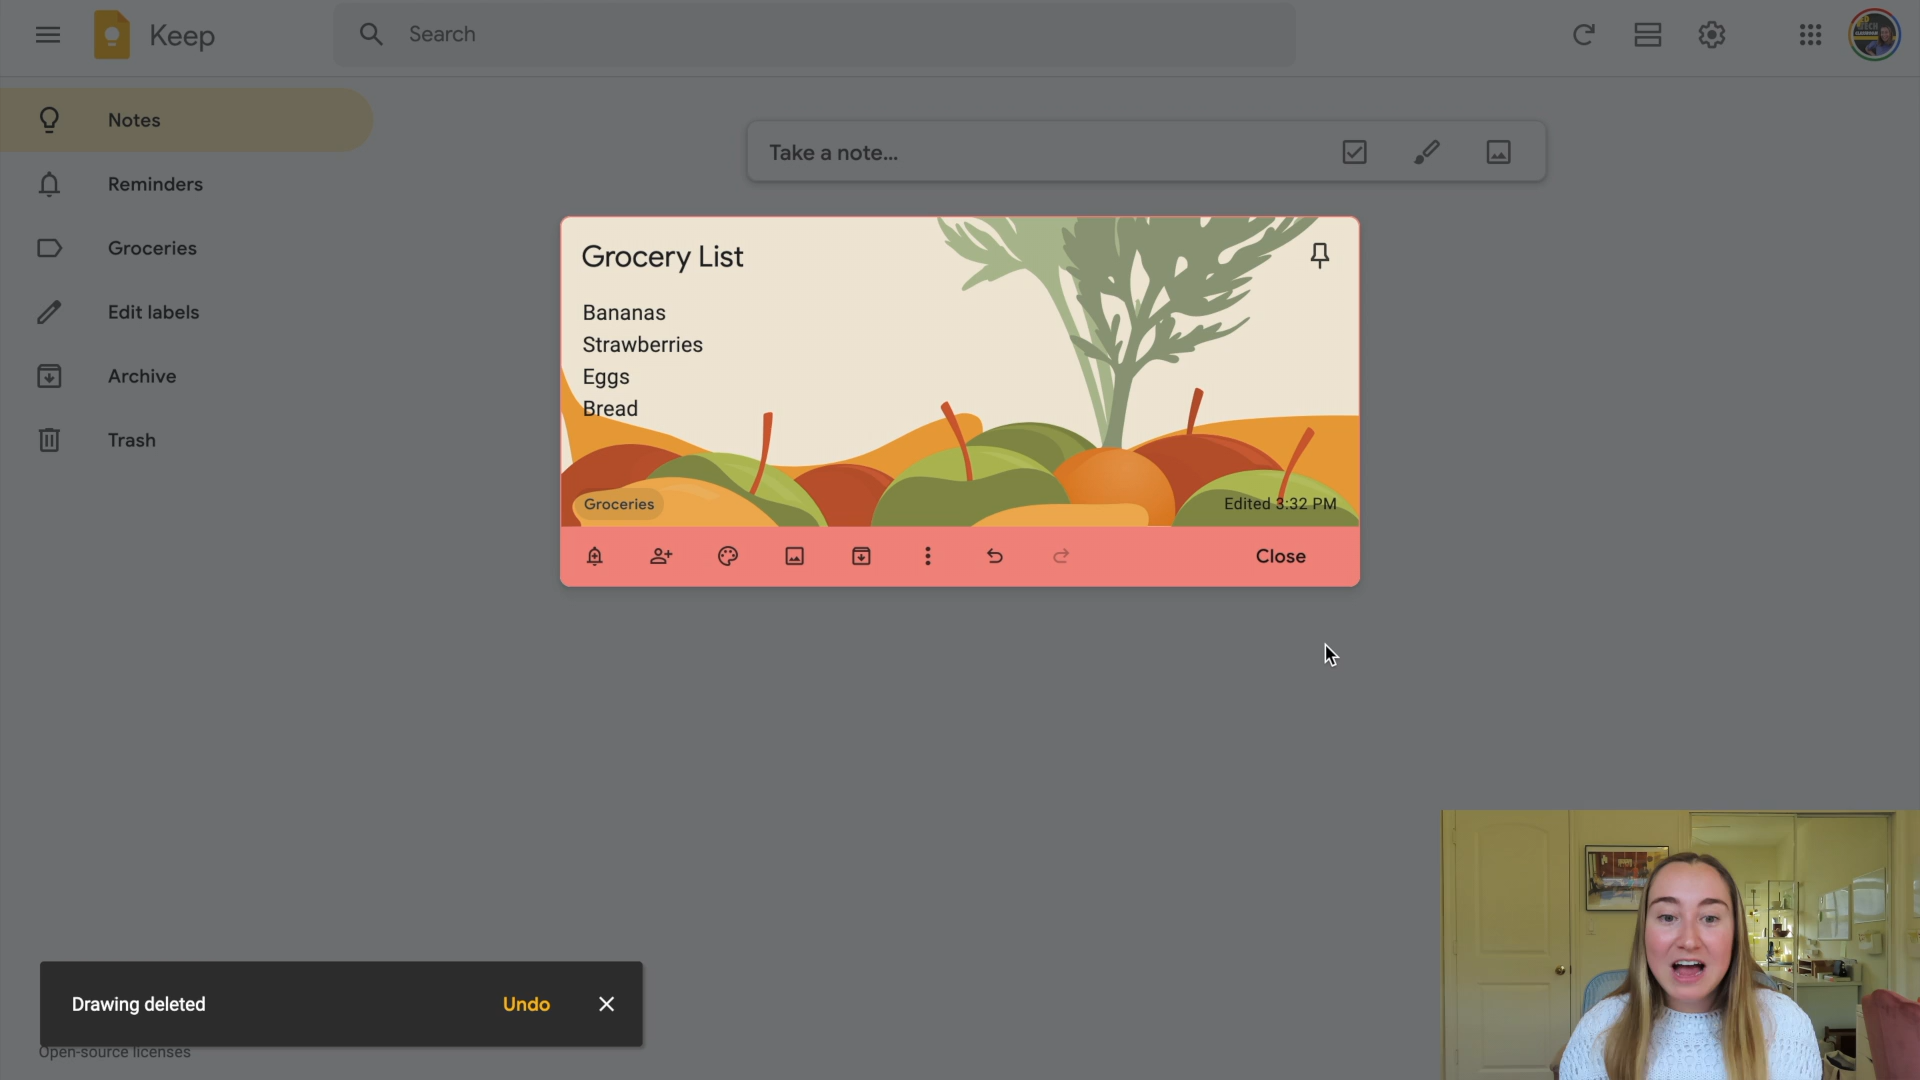 Keep
Search
Notes
Reminders
Groceries
Edit labels
Archive
Trash
Take a note...
Grocery List
Bananas
Strawberries
Eggs
Bread
Groceries
Edited 3:32 PM
Close
Drawing deleted
Undo
Open-source licenses